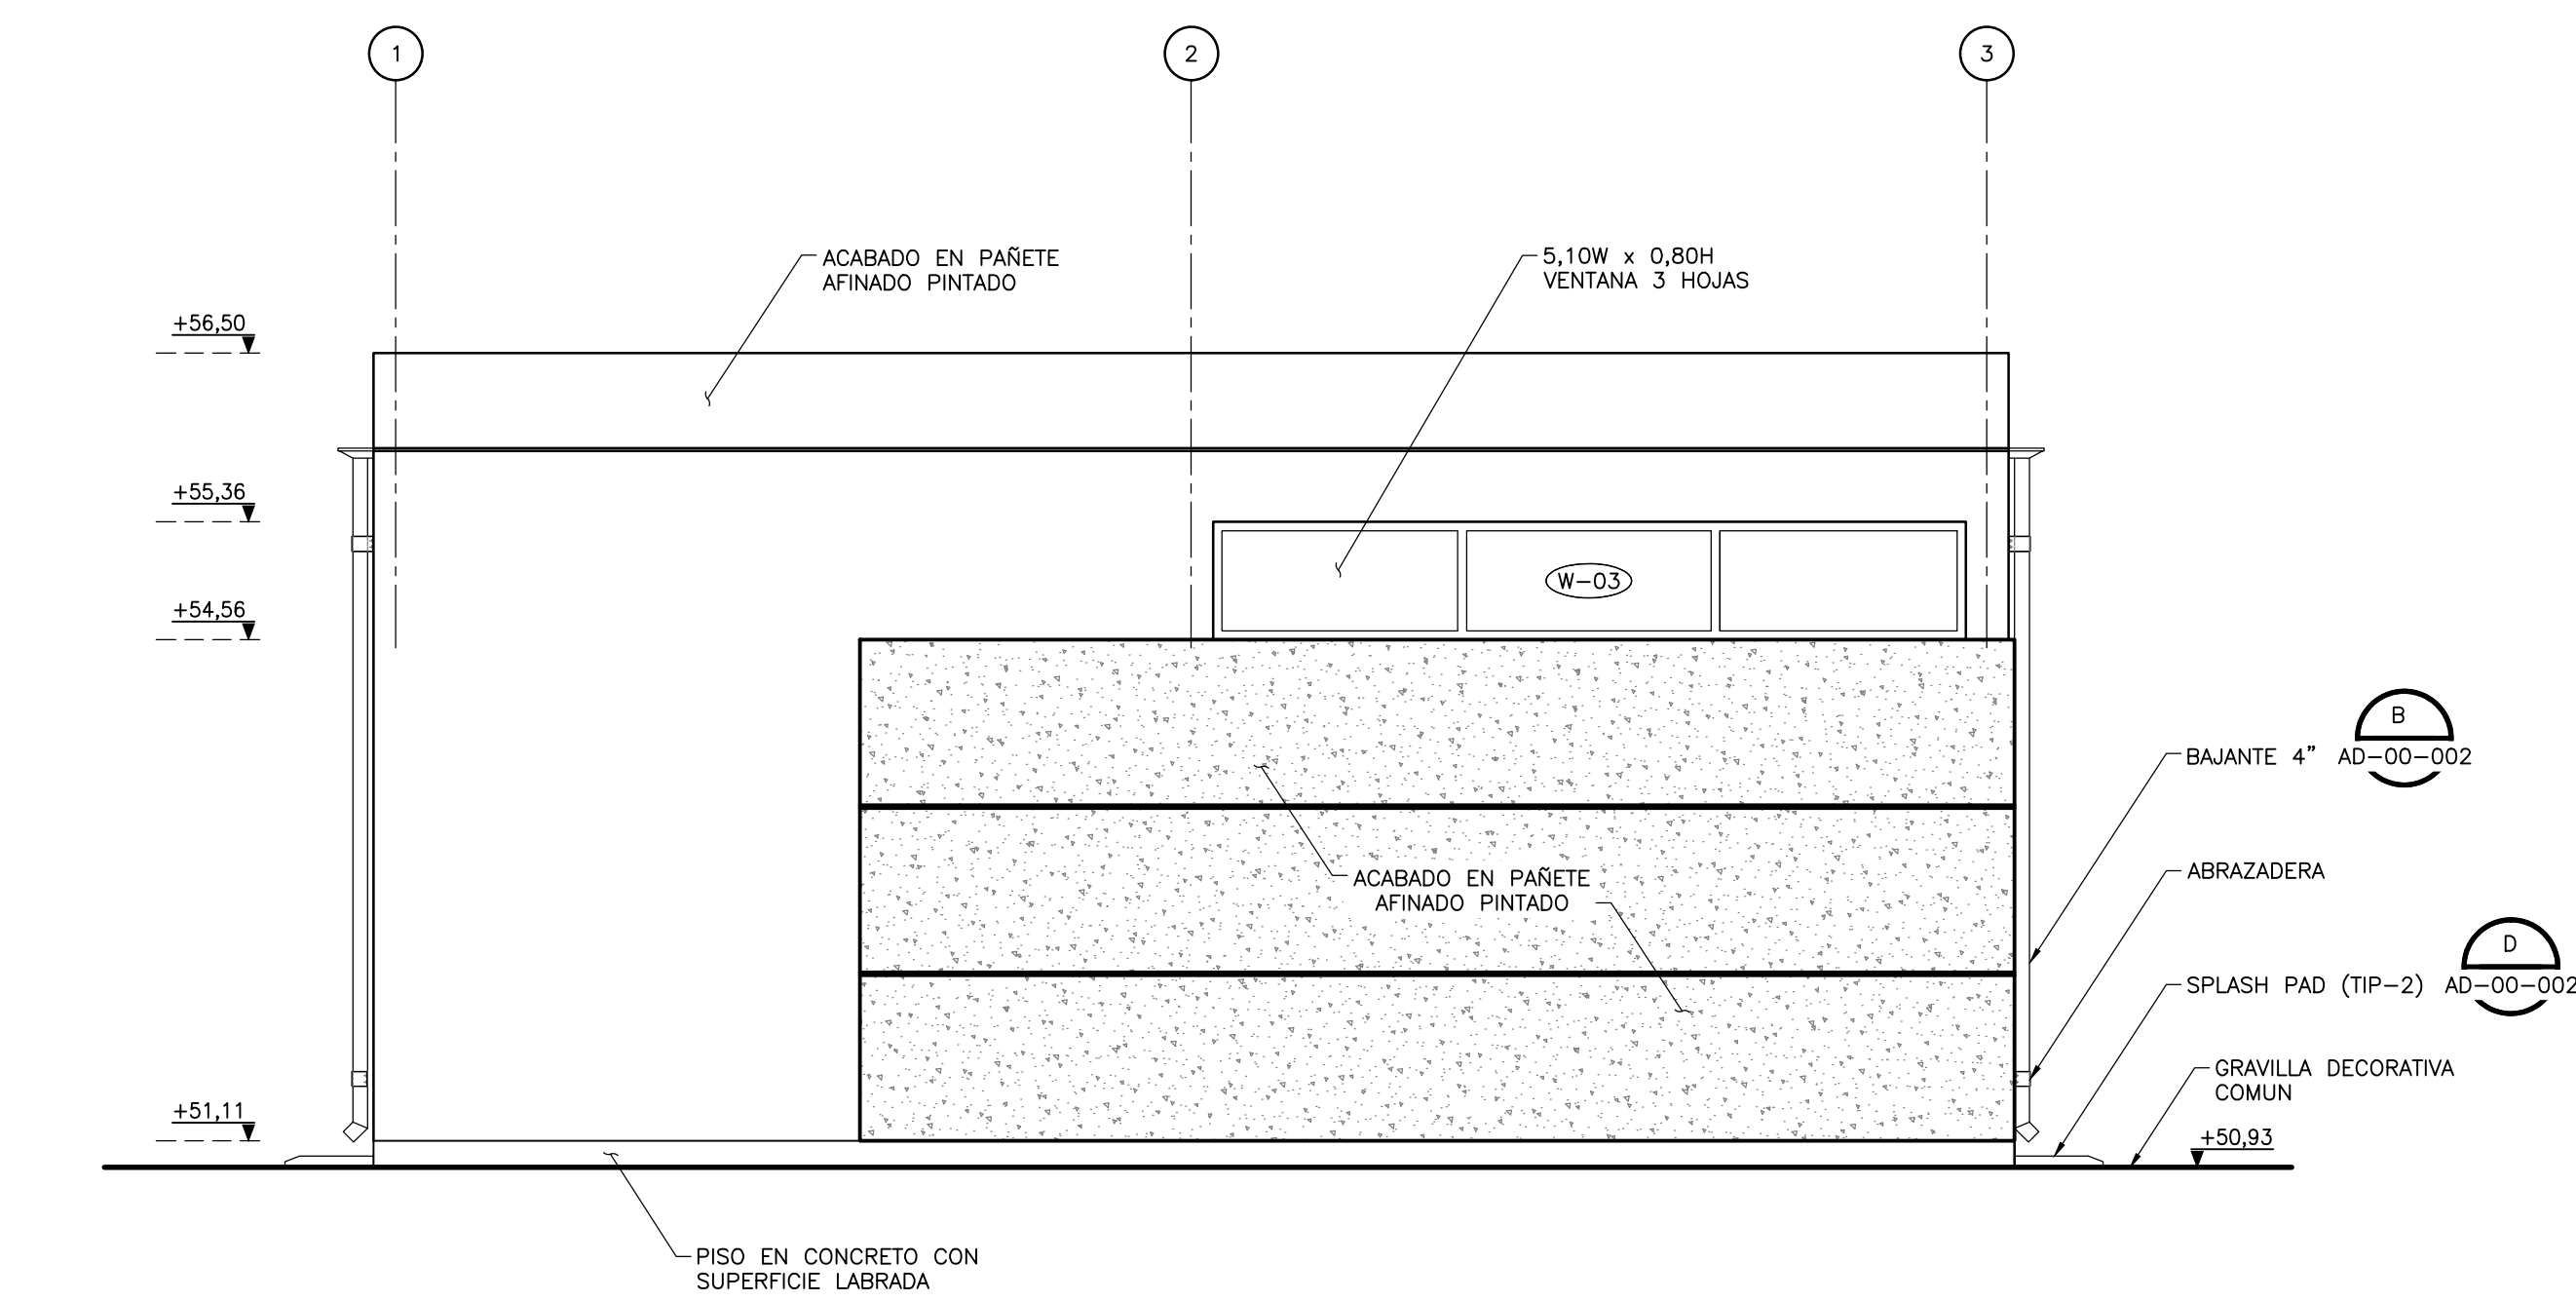 1
2
3
ACABADO EN PAÑETE
AFINADO PINTADO
5,10W x 0,80H
VENTANA 3 HOJAS
+56,50
+55,36
+54,56
W-03
B
BAJANTE 4" AD-00-002
ACABADO EN PAÑETE
AFINADO PINTADO
ABRAZADERA
D
SPLASH PAD (TIP-2) AD-00-002
GRAVILLA DECORATIVA
COMUN
+51,11
+50,93
PISO EN CONCRETO CON
SUPERFICIE LABRADA